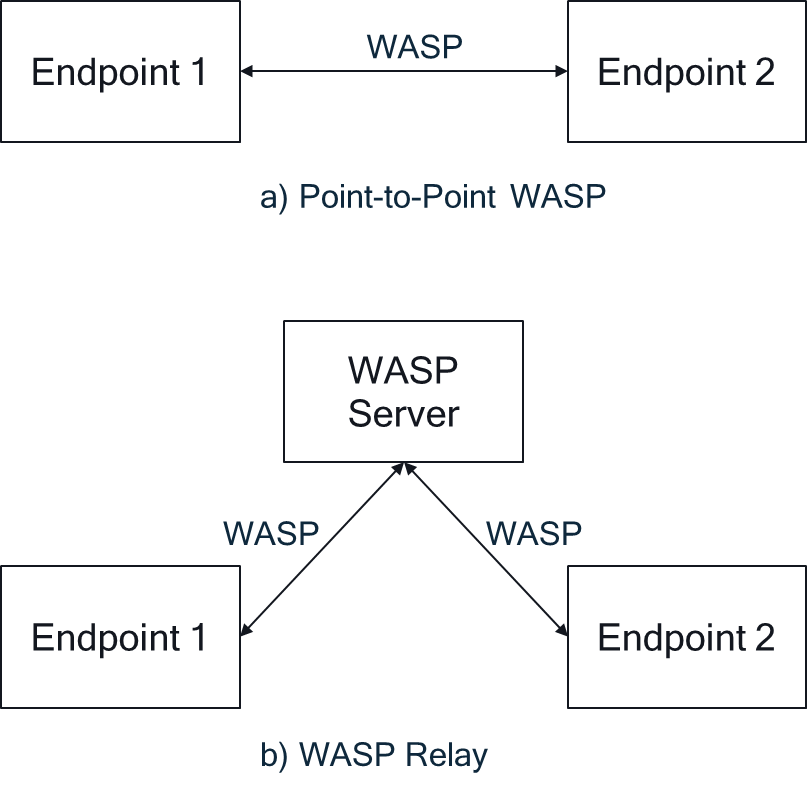 Endpoint 1
WASP
Endpoint 2
a) Point-to-Point WASP
WASP
Server
WASP
WASP
Endpoint 1
Endpoint 2
b) WASP Relay